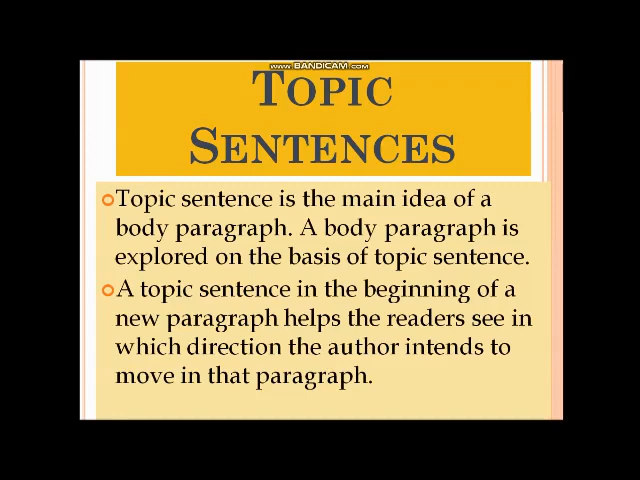 www.BANDICAM.com
TOPIC
SENTENCES
Topic sentence is the main idea of a
body paragraph. A body paragraph is
explored on the basis of topic sentence.
A topic sentence in the beginning of a
new paragraph helps the readers see in
which direction the author intends to
move in that paragraph.